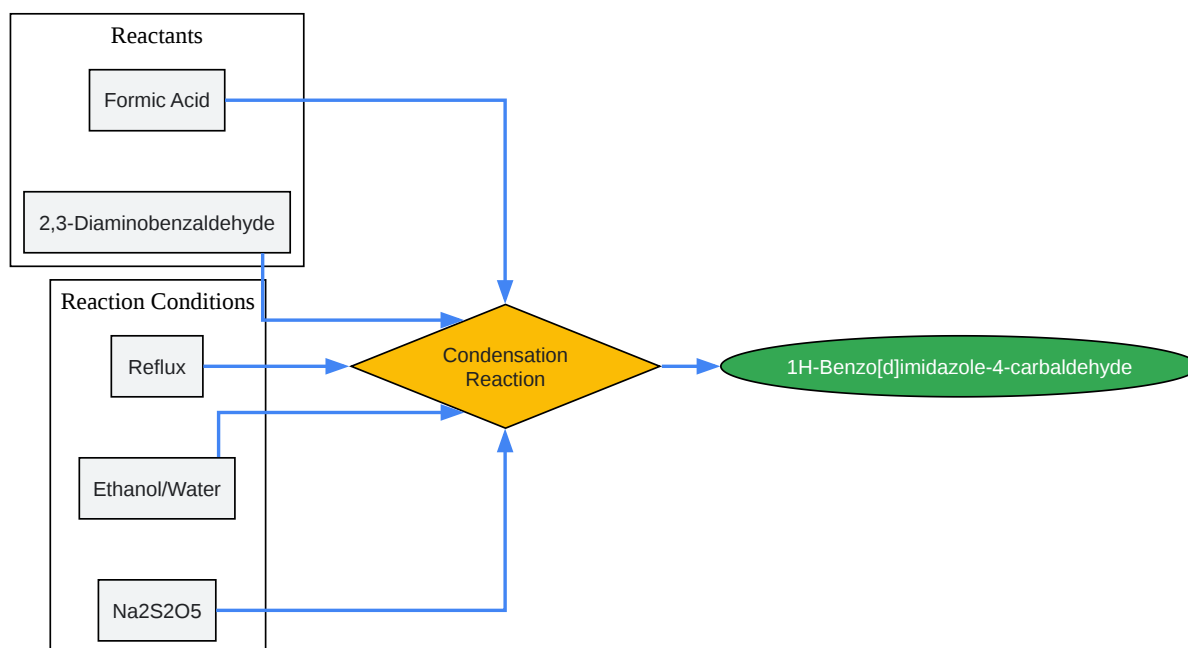 Reactants
Formic Acid
2,3-Diaminobenzaldehyde
Reaction Conditions
Reflux
Ethanol/Water
Na2S2O5
Condensation
Reaction
1H-Benzo[d]imidazole-4-carbaldehyde